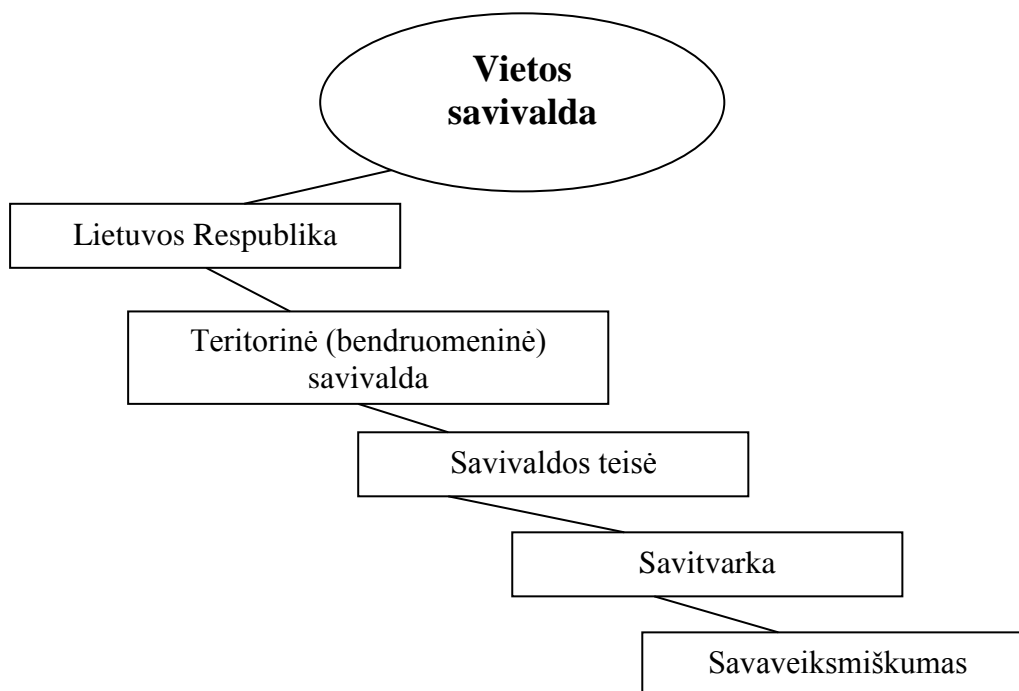 Vietos
savivalda
Lietuvos Respublika
Teritorinė (bendruomeninė)
savivalda
Savivaldos teisė
Savitvarka
Savaveiksmiškumas